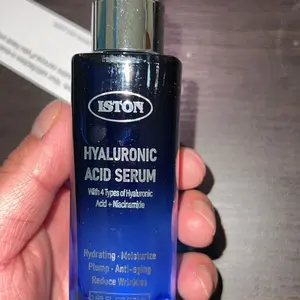 ISTON
HYALURONIC
ACID SERUM
With 4 Types of Hyaluronic
Acid + Niacinamide
Hydrating · Moisturize
Plump · Anti-aging
Reduce Wrinkles